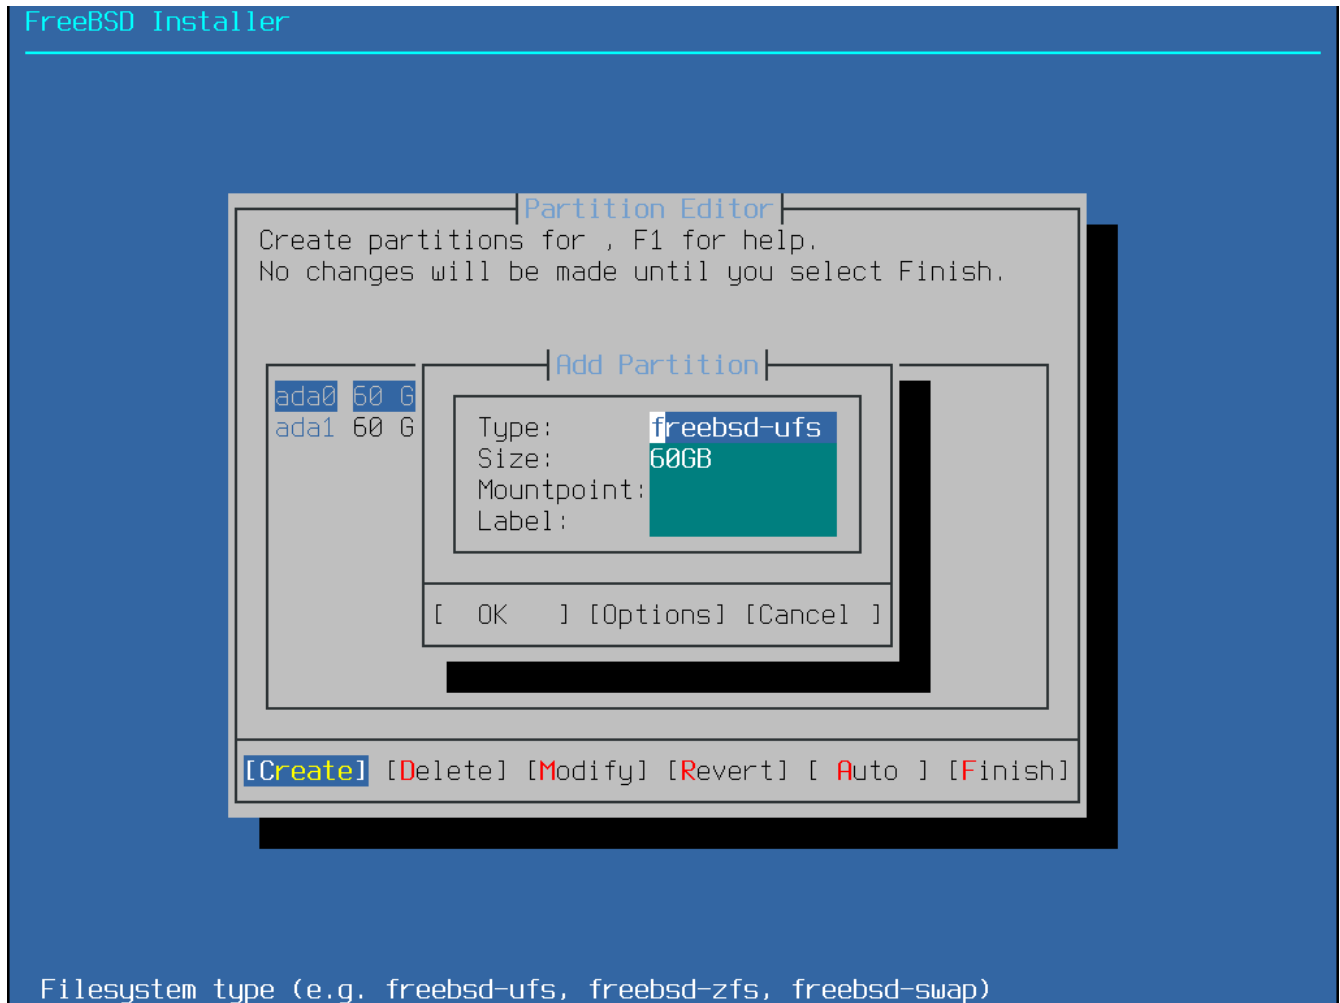 FreeBSD Installer
Partition Editor
Create partitions for , F1 for help.
No changes will be made until you select Finish.
Add Partition
ada0 60 G
ada1 60 G
Type: freebsd-ufs
Size: 60GB
Mountpoint:
Label:
[  OK   ] [Options] [Cancel ]
[Create] [Delete] [Modify] [Revert] [ Auto ] [Finish]
Filesystem type (e.g. freebsd-ufs, freebsd-zfs, freebsd-swap)